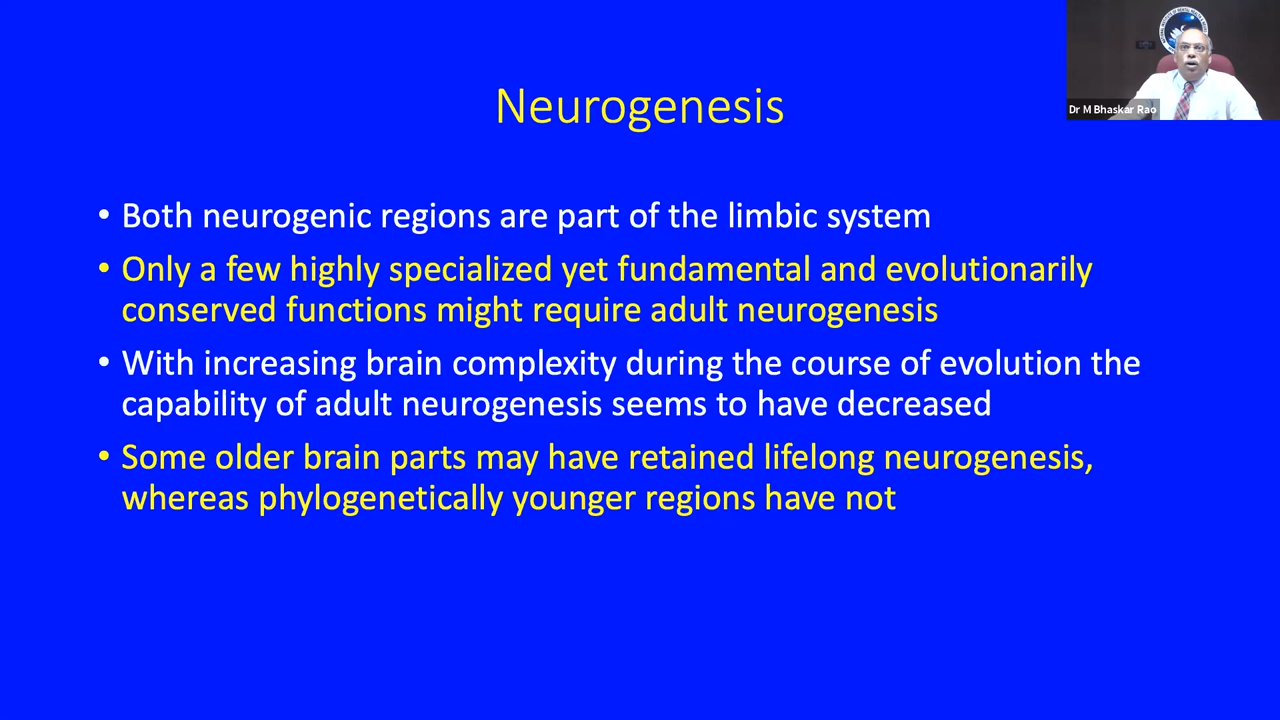 Neurogenesis
Dr M Bhaskar Rao
• Both neurogenic regions are part of the limbic system
• Only a few highly specialized yet fundamental and evolutionarily
conserved functions might require adult neurogenesis
• With increasing brain complexity during the course of evolution the
capability of adult neurogenesis seems to have decreased
• Some older brain parts may have retained lifelong neurogenesis,
whereas phylogenetically younger regions have not